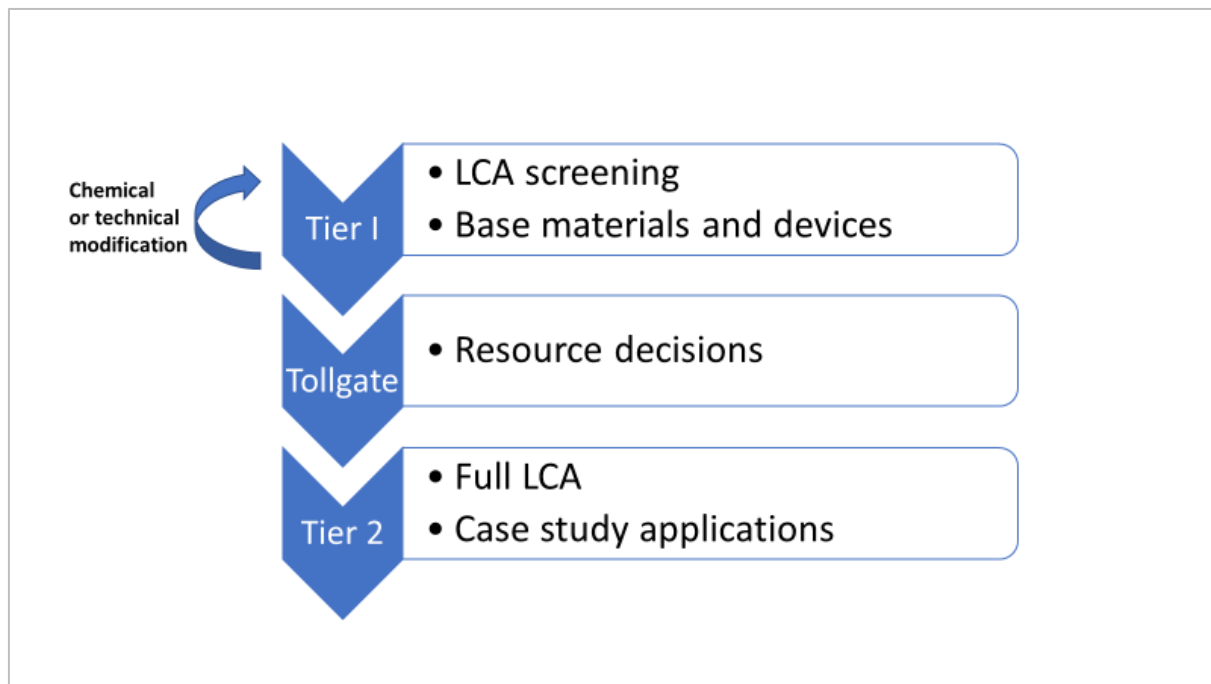 Chemical
or technical
modification
Tier I
• LCA screening
• Base materials and devices
Tollgate
• Resource decisions
Tier 2
• Full LCA
• Case study applications